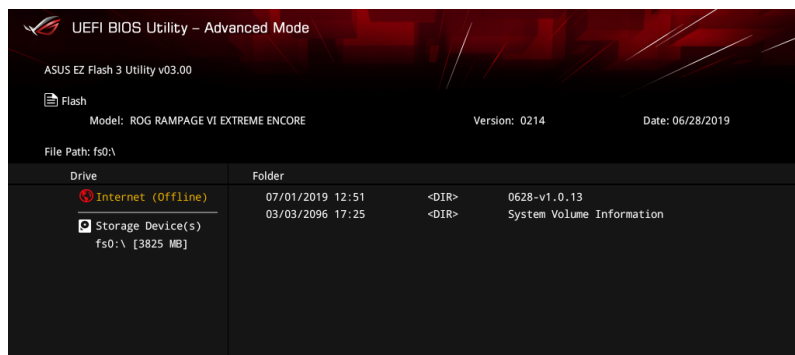 UEFI BIOS Utility – Advanced Mode
ASUS EZ Flash 3 Utility v03.00
Flash
Model: ROG RAMPAGE VI EXTREME ENCORE Version: 0214 Date: 06/28/2019
File Path: fs0:\
Drive Folder
Internet (Offline) 07/01/2019 12:51 <DIR> 0628-v1.0.13
03/03/2096 17:25 <DIR> System Volume Information
Storage Device(s)
fs0:\ [3825 MB]